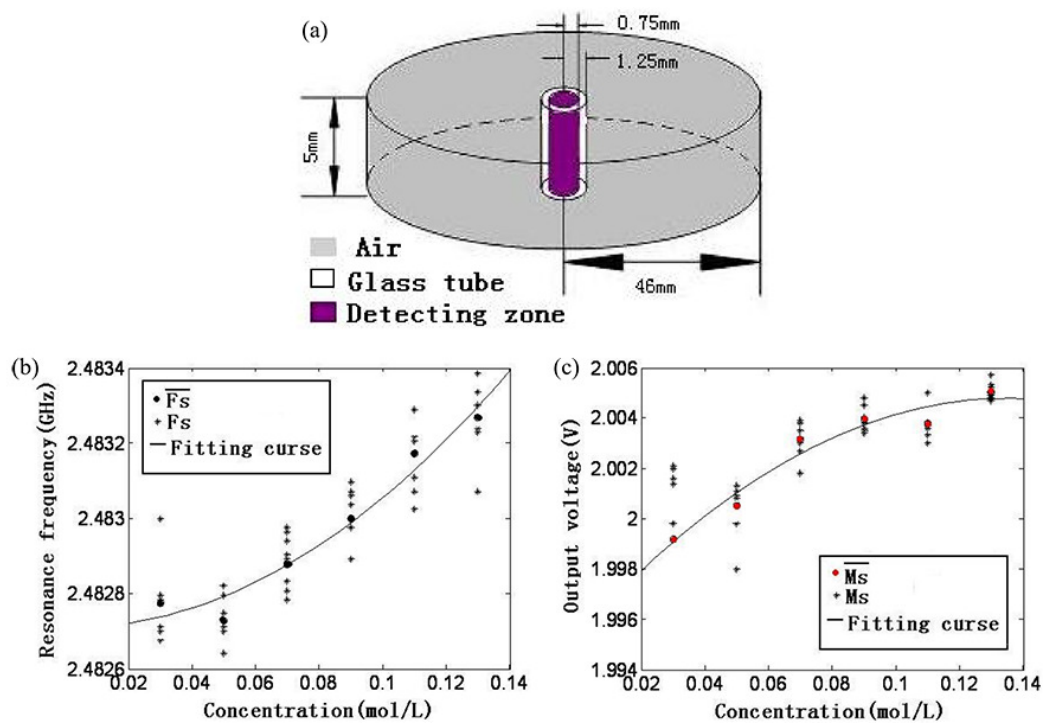 (a)
0.75mm
1.25mm
5mm
46mm
Air
Glass tube
Detecting zone
(b)
Resonance frequency(GHz)
2.4834
2.4832
2.483
2.4828
2.4826
Fs
Fs
Fitting curse
0.02 0.04 0.06 0.08 0.10 0.12 0.14
Concentration(mol/L)
(c)
Output voltage(V)
2.006
2.004
2.002
2
1.998
1.996
1.994
Ms
Ms
Fitting curse
0.02 0.04 0.06 0.08 0.10 0.12 0.14
Concentration(mol/L)